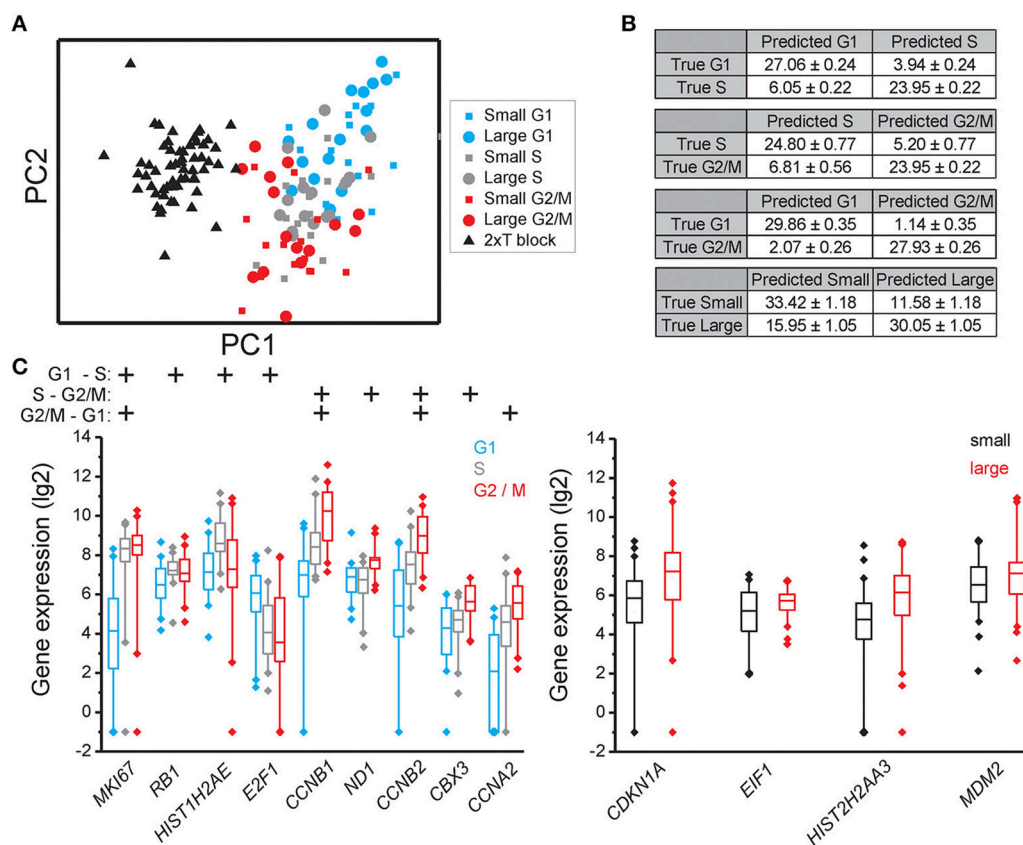 A
PC2
PC1
Small G1
Large G1
Small S
Large S
Small G2/M
Large G2/M
2xT block
B
Predicted G1 Predicted S
True G1 27.06 ± 0.24 3.94 ± 0.24
True S 6.05 ± 0.22 23.95 ± 0.22
Predicted S Predicted G2/M
True S 24.80 ± 0.77 5.20 ± 0.77
True G2/M 6.81 ± 0.56 23.95 ± 0.22
Predicted G1 Predicted G2/M
True G1 29.86 ± 0.35 1.14 ± 0.35
True G2/M 2.07 ± 0.26 27.93 ± 0.26
Predicted Small Predicted Large
True Small 33.42 ± 1.18 11.58 ± 1.18
True Large 15.95 ± 1.05 30.05 ± 1.05
C
G1 - S: + + + +
S - G2/M: + + + +
G2/M - G1: + + + +
Gene expression (lg2)
14
12
10
8
6
4
2
0
-2
G1
S
G2 / M
MKI67
RB1
HIST1H2AE
E2F1
CCNB1
ND1
CCNB2
CBX3
CCNA2
Gene expression (lg2)
14
12
10
8
6
4
2
0
-2
small
large
CDKN1A
EIF1
HIST2H2AA3
MDM2